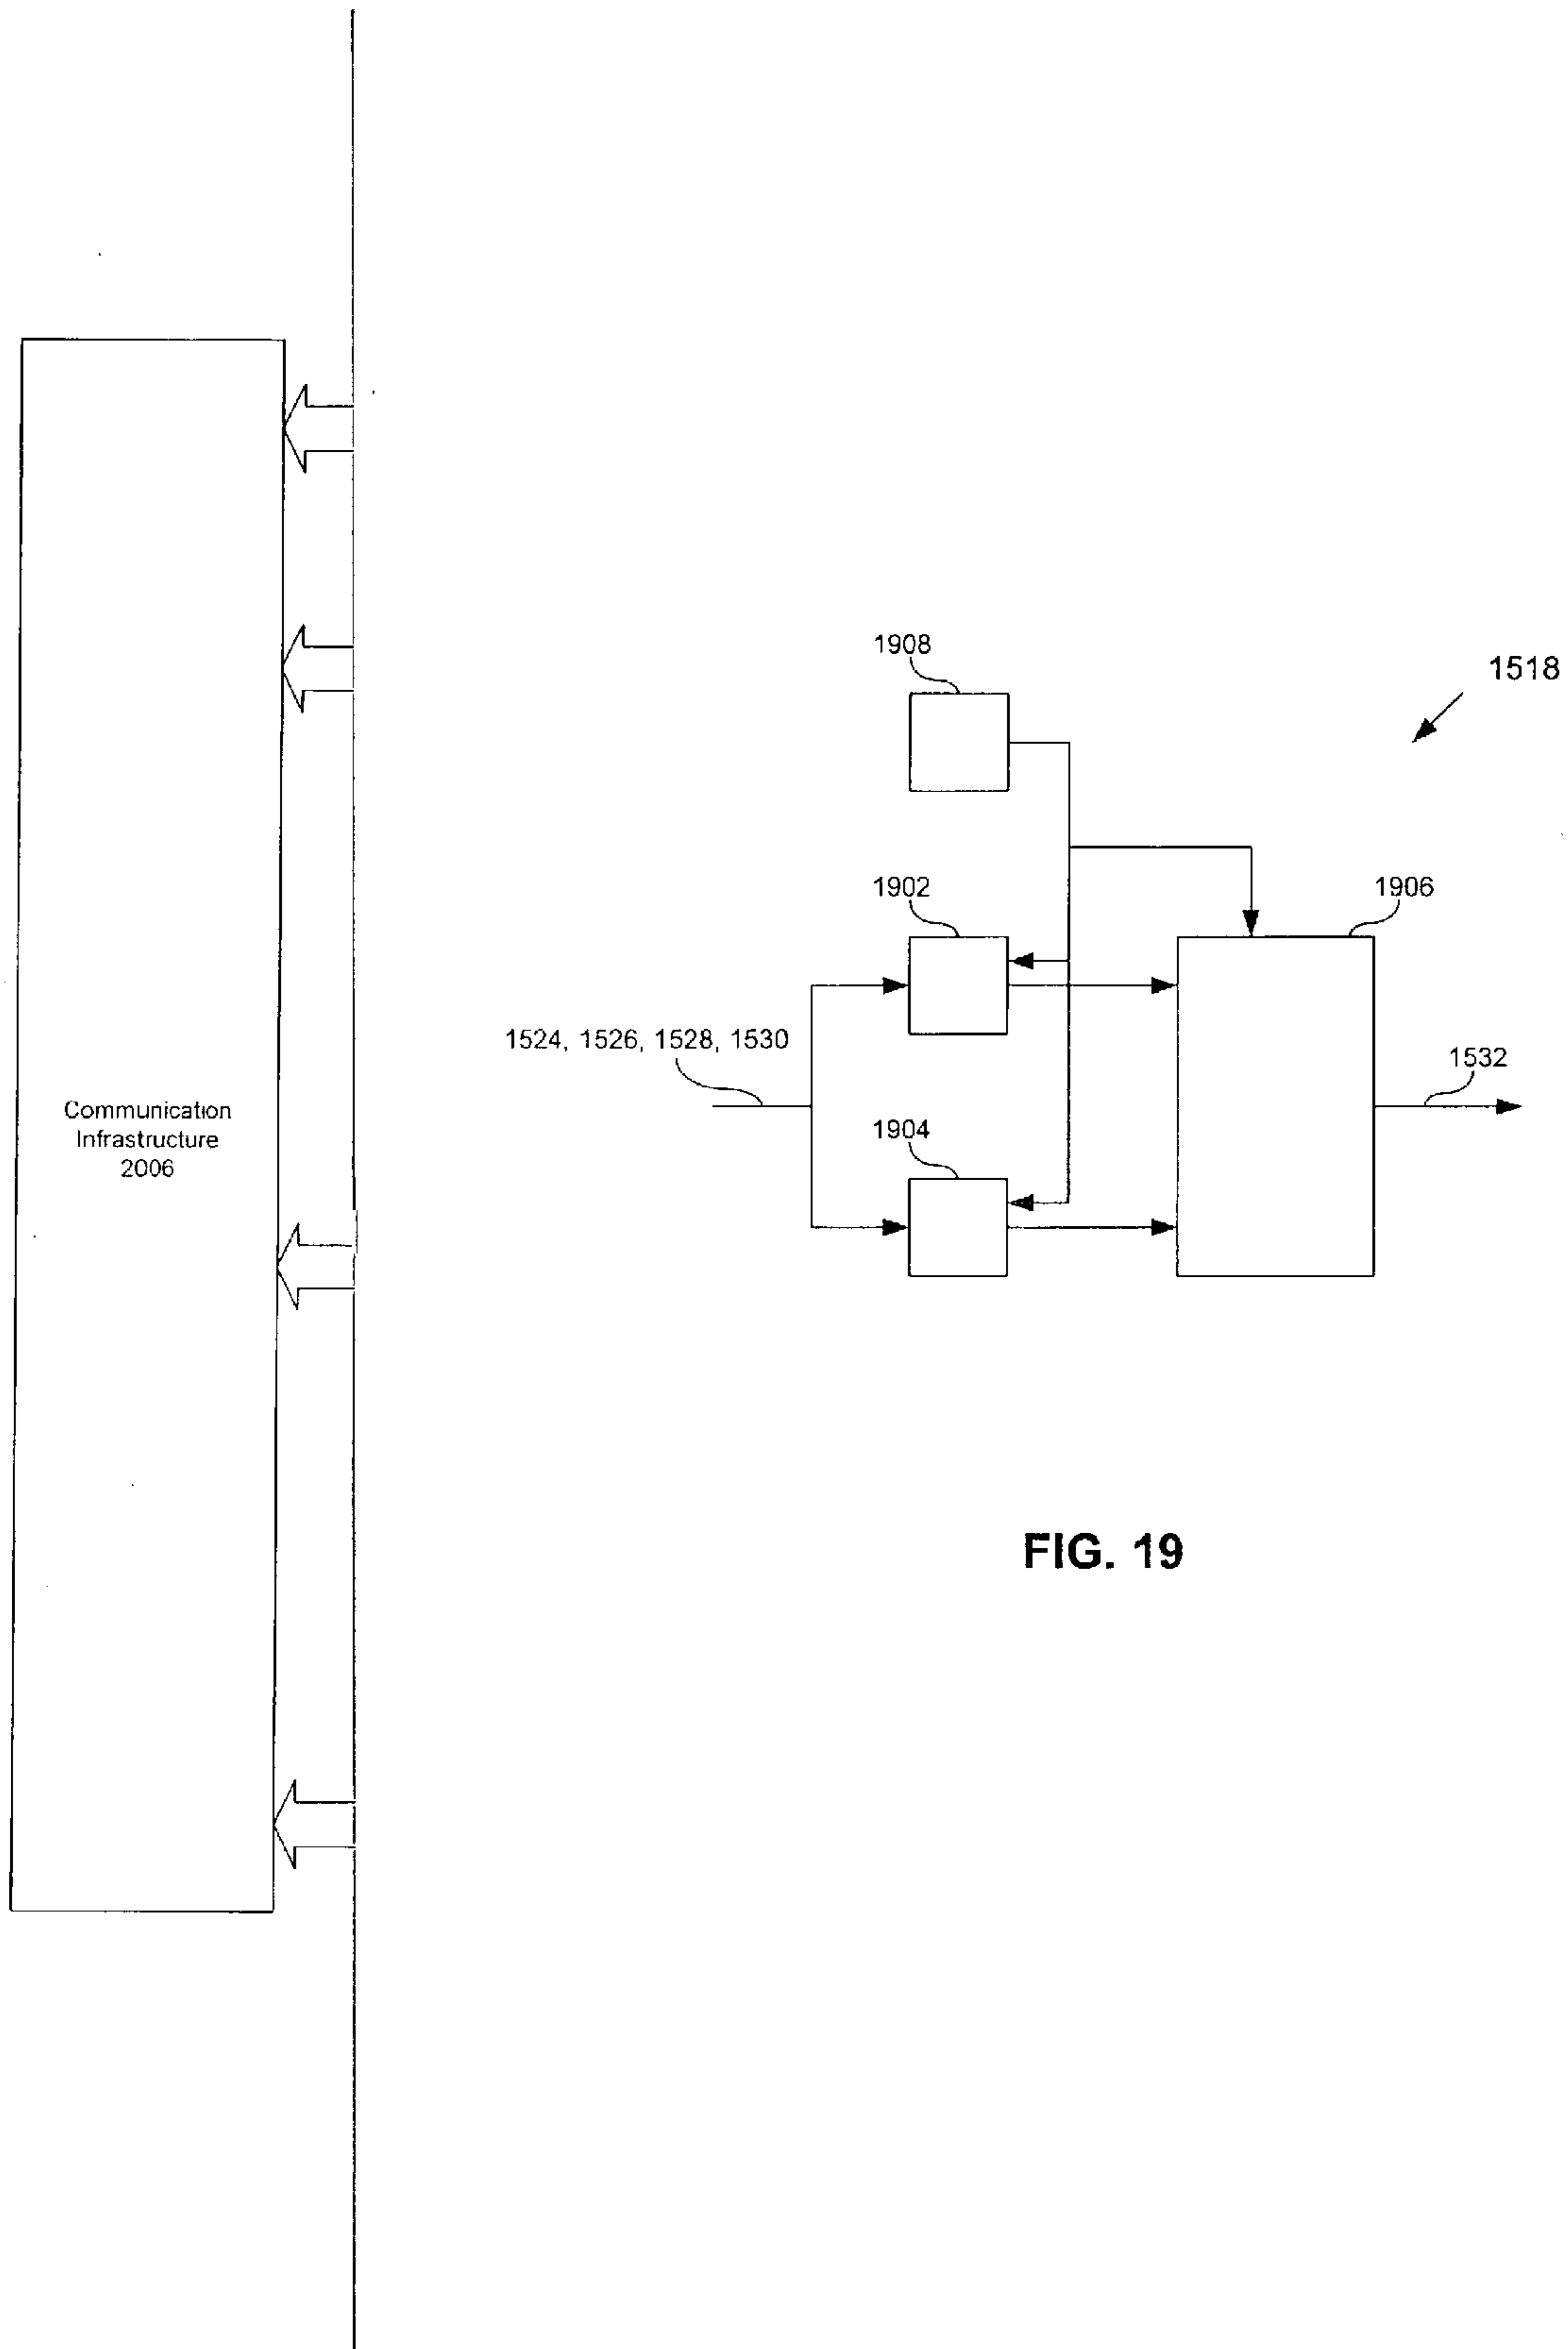 Communication
Infrastructure
2006
1908
1518
1902
1906
1524, 1526, 1528, 1530
1532
1904
FIG. 19